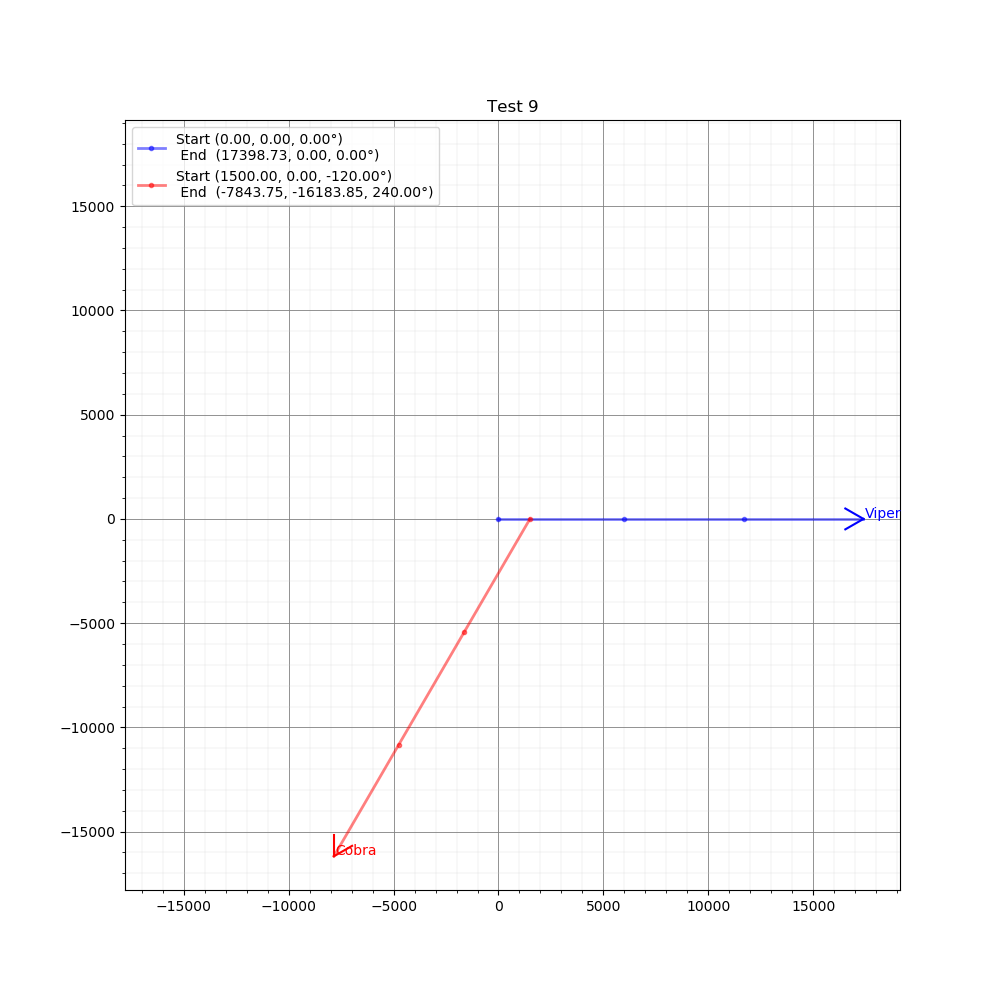 Test 9
Start (0.00, 0.00, 0.00°)
End  (17398.73, 0.00, 0.00°)
Start (1500.00, 0.00, -120.00°)
End  (-7843.75, -16183.85, 240.00°)
15000
10000
5000
0
−5000
−10000
−15000
Viper
Cobra
−15000
−10000
−5000
0
5000
10000
15000